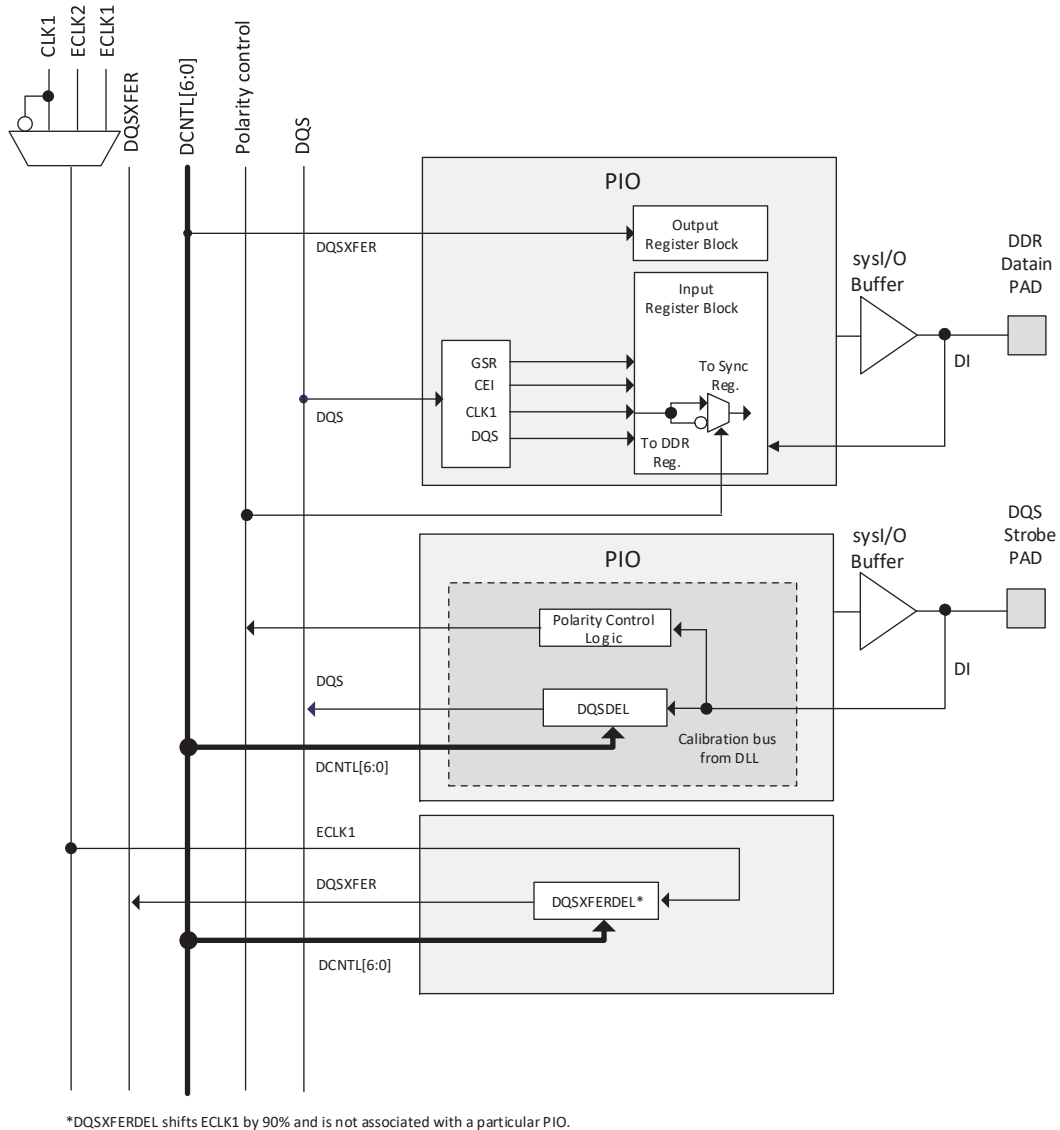 CLK1
ECLK2
ECLK1
DQSXFER
DCNTL[6:0]
Polarity control
DQS
PIO
Output
Register Block
DQSXFER
Input
Register Block
sysI/O
Buffer
DDR
Datain
PAD
DI
GSR
CEI
CLK1
DQS
To Sync
Reg.
To DDR
Reg.
DQS
PIO
sysI/O
Buffer
DQS
Strobe
PAD
DI
Polarity Control
Logic
DQS
DQSDEL
Calibration bus
from DLL
DCNTL[6:0]
ECLK1
DQSXFER
DQSXFERDEL*
DCNTL[6:0]
*DQSXFERDEL shifts ECLK1 by 90% and is not associated with a particular PIO.